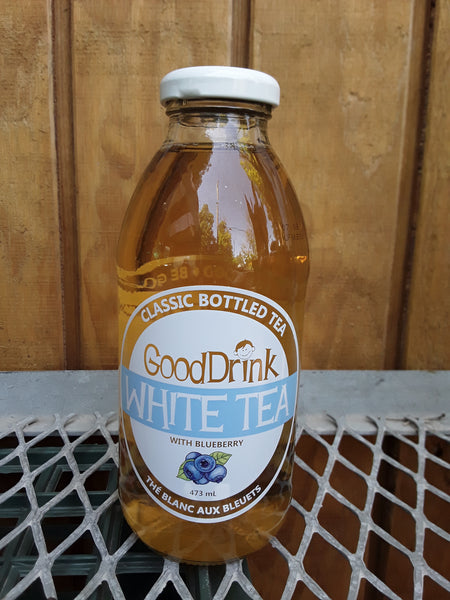 CLASSIC BOTTLED TEA
GoodDrink
WHITE TEA
WITH BLUEBERRY
473 mL
THÉ BLANC AUX BLEUETS